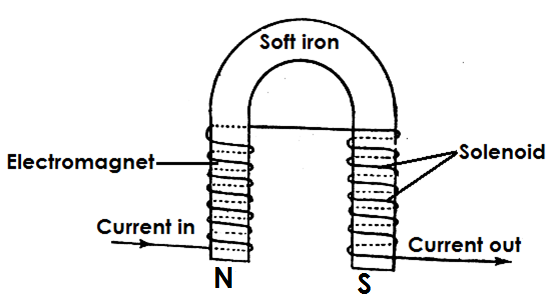 Soft iron
Electromagnet
Solenoid
Current in
Current out
N
S